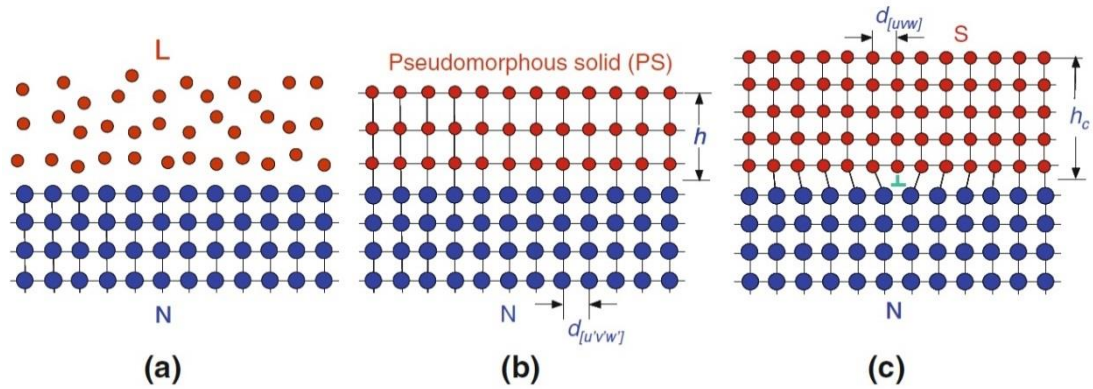 L
N
(a)
Pseudomorphous solid (PS)
h
N
d[u'v'w']
(b)
d[uvw]
S
hc
N
(c)